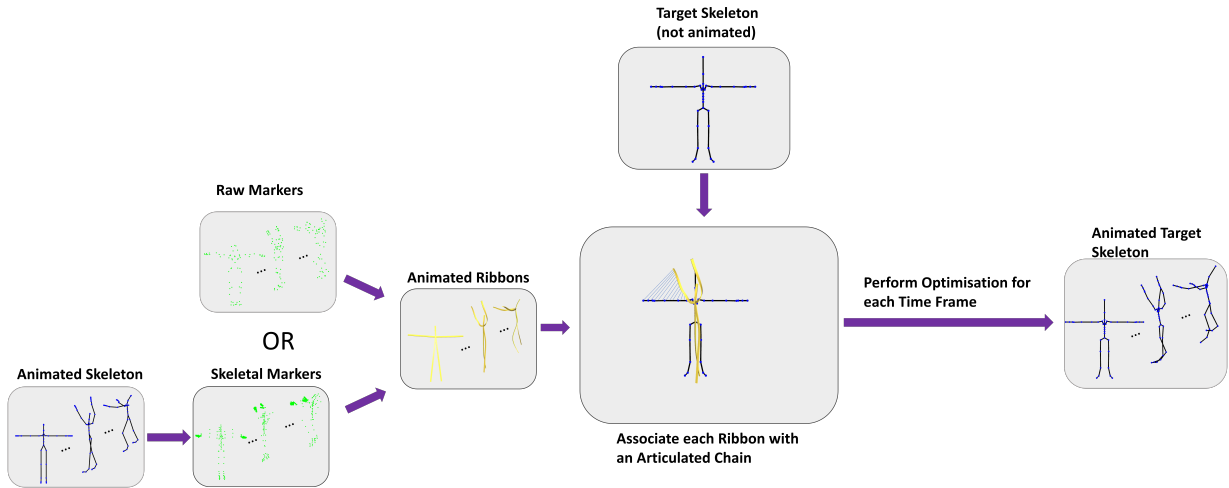 Target Skeleton
(not animated)
Raw Markers
OR
Animated Skeleton
Skeletal Markers
Animated Ribbons
Associate each Ribbon with
an Articulated Chain
Perform Optimisation for
each Time Frame
Animated Target
Skeleton